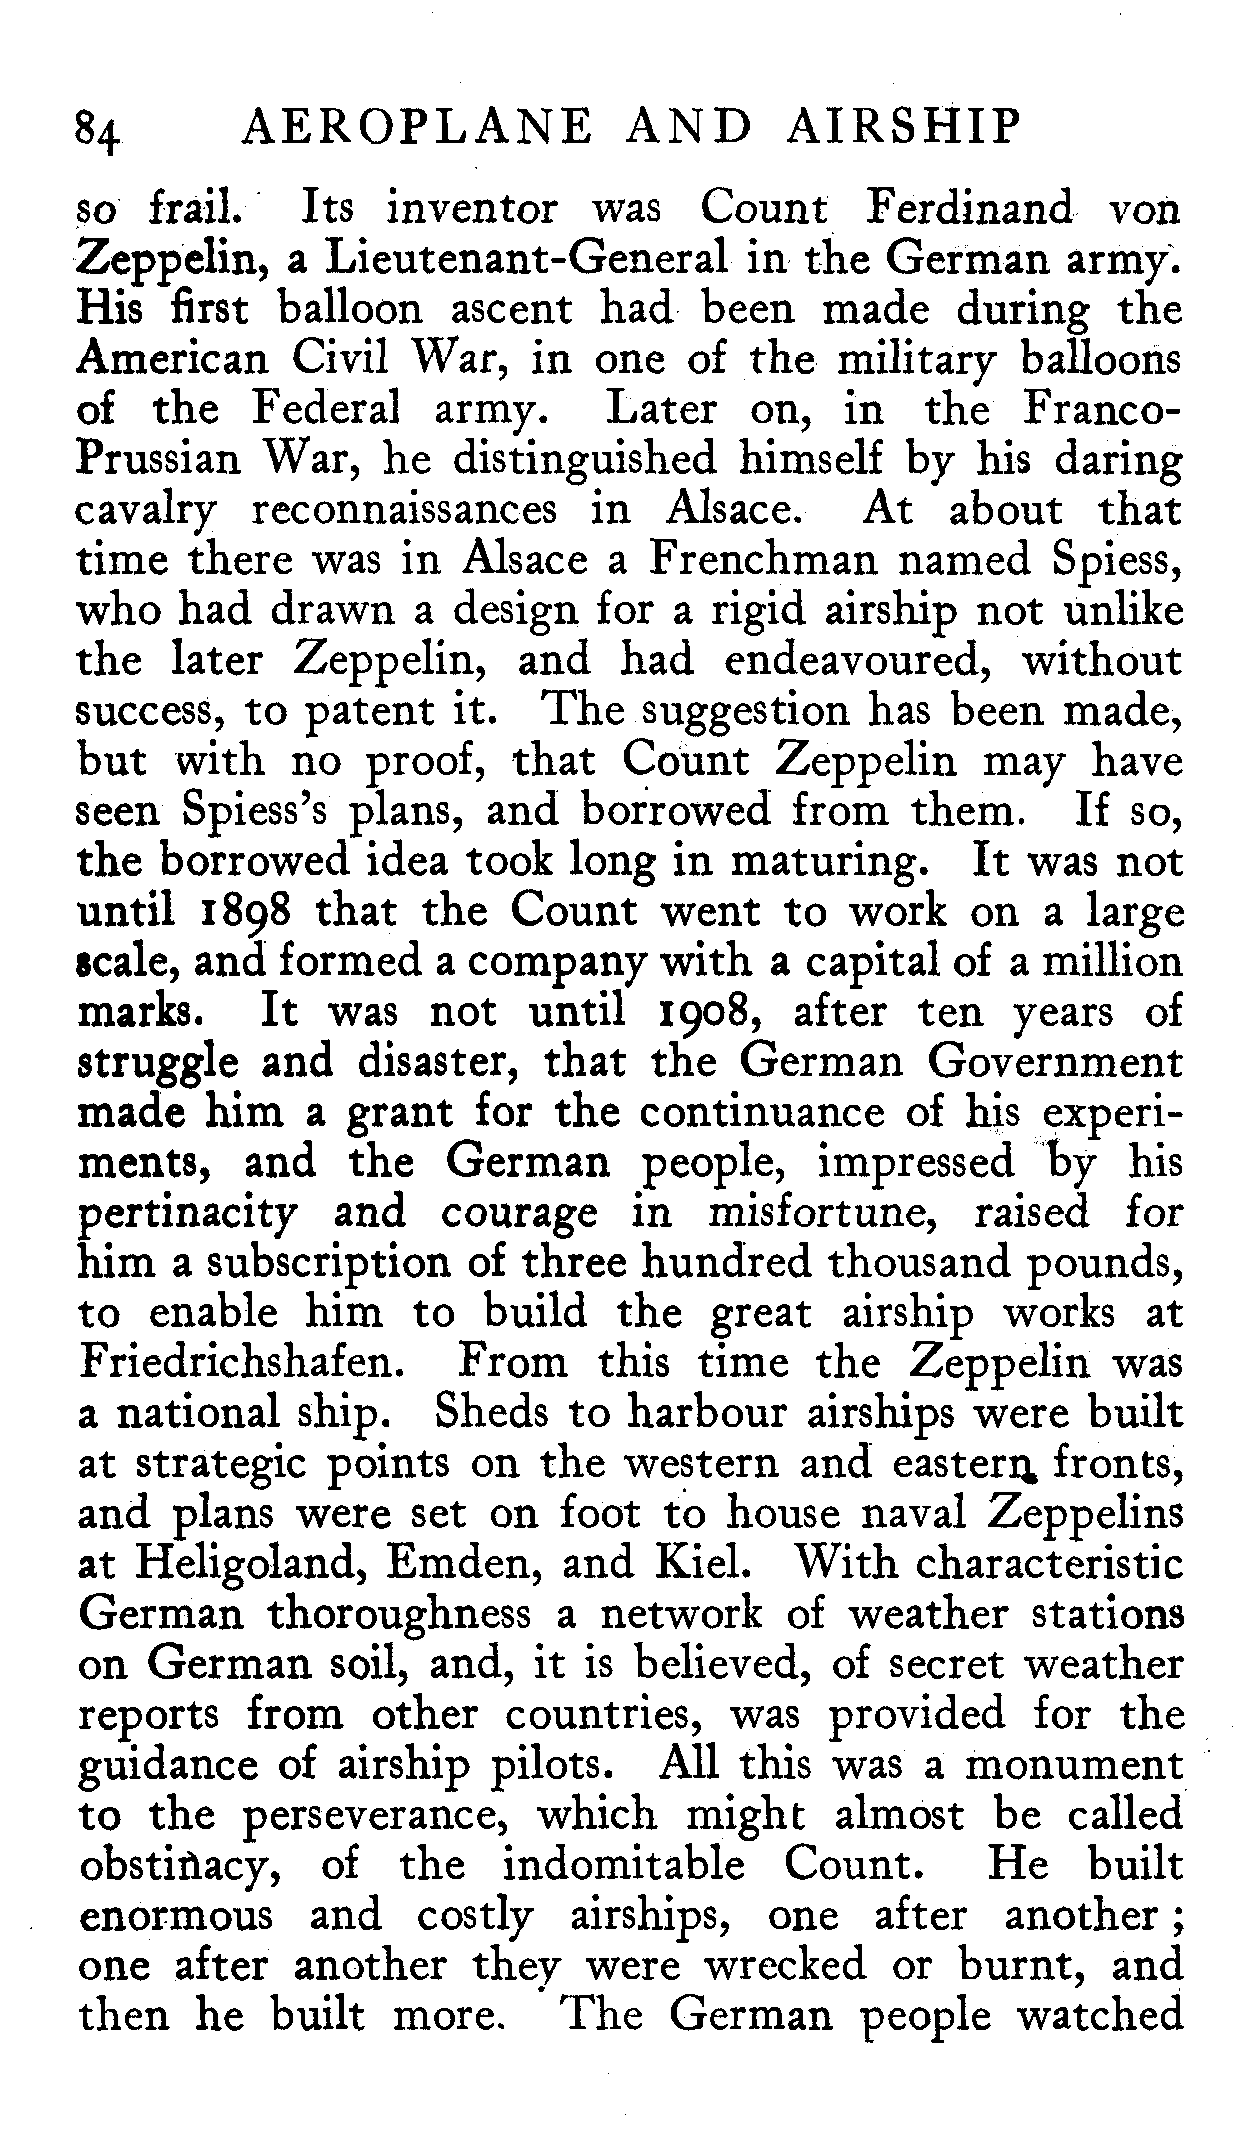 84 AEROPLANE AND AIRSHIP
so frail. Its inventor was Count Ferdinand von
Zeppelin, a Lieutenant-General in the German army.
His first balloon ascent had been made during the
American Civil War, in one of the military balloons
of the Federal army. Later on, in the Franco-
Prussian War, he distinguished himself by his daring
cavalry reconnaissances in Alsace. At about that
time there was in Alsace a Frenchman named Spiess,
who had drawn a design for a rigid airship not unlike
the later Zeppelin, and had endeavoured, without
success, to patent it. The suggestion has been made,
but with no proof, that Count Zeppelin may have
seen Spiess's plans, and borrowed from them. If so,
the borrowed idea took long in maturing. It was not
until 1898 that the Count went to work on a large
scale, and formed a company with a capital of a million
marks. It was not until 1908, after ten years of
struggle and disaster, that the German Government
made him a grant for the continuance of his experi-
ments, and the German people, impressed by his
pertinacity and courage in misfortune, raised for
him a subscription of three hundred thousand pounds,
to enable him to build the great airship works at
Friedrichshafen. From this time the Zeppelin was
a national ship. Sheds to harbour airships were built
at strategic points on the western and eastern fronts,
and plans were set on foot to house naval Zeppelins
at Heligoland, Emden, and Kiel. With characteristic
German thoroughness a network of weather stations
on German soil, and, it is believed, of secret weather
reports from other countries, was provided for the
guidance of airship pilots. All this was a monument
to the perseverance, which might almost be called
obstinacy, of the indomitable Count. He built
enormous and costly airships, one after another ;
one after another they were wrecked or burnt, and
then he built more. The German people watched